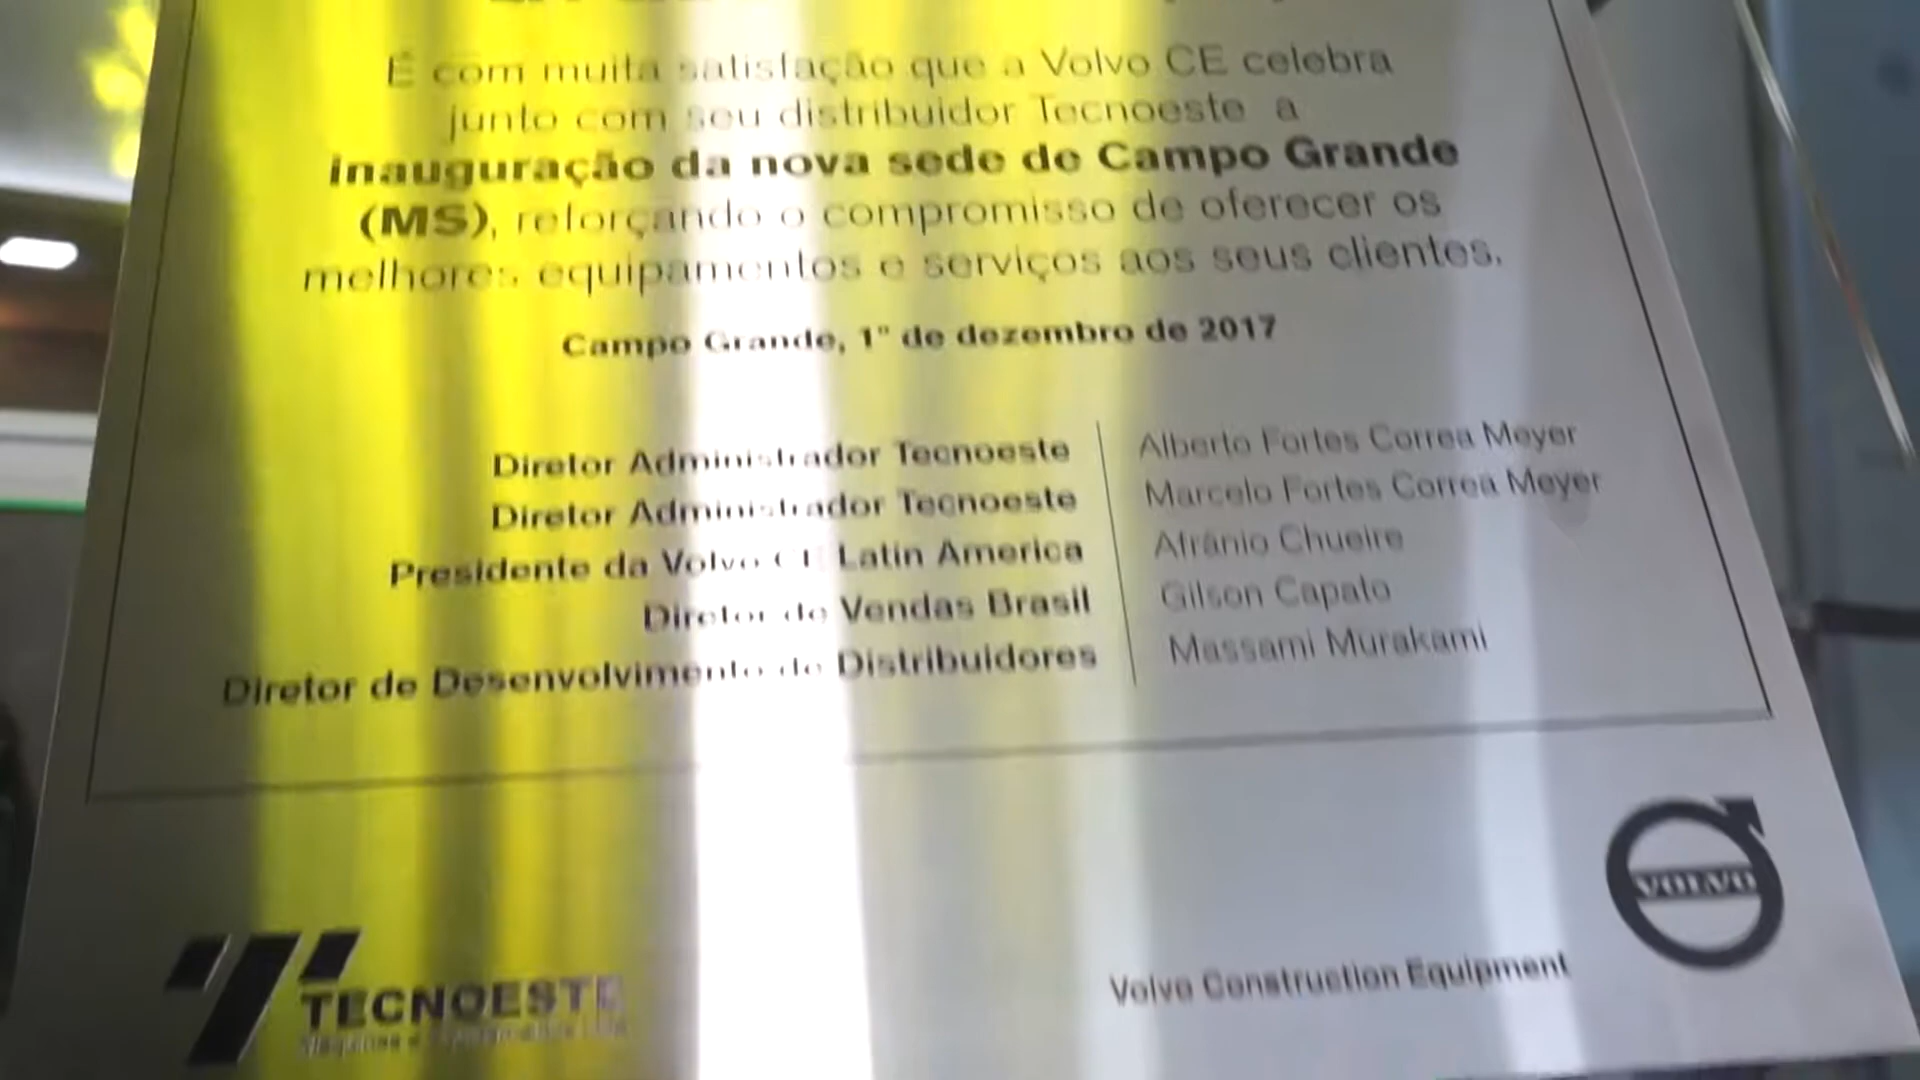 É com muita satisfação que a Volvo CE celebra
junto com seu distribuidor Tecnoeste a
inauguração da nova sede de Campo Grande
(MS), reforçando o compromisso de oferecer os
melhores equipamentos e serviços aos seus clientes.
Campo Grande, 1º de dezembro de 2017
Diretor Administrador Tecnoeste Alberto Fortes Correa Meyer
Diretor Administrador Tecnoeste Marcelo Fortes Correa Meyer
Presidente da Volvo CE Latin America Afrânio Chueire
Diretor de Vendas Brasil Gilson Capato
Diretor de Desenvolvimento de Distribuidores Massami Murakami
VOLVO
TECNOESTE
Máquinas e
Volvo Construction Equipment